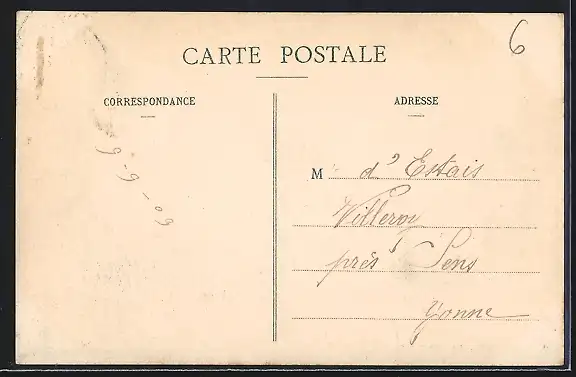 6
CARTE POSTALE
CORRESPONDANCE
9-9-09
ADRESSE
M d'Estais
Villeroy
près Sens
Yonne